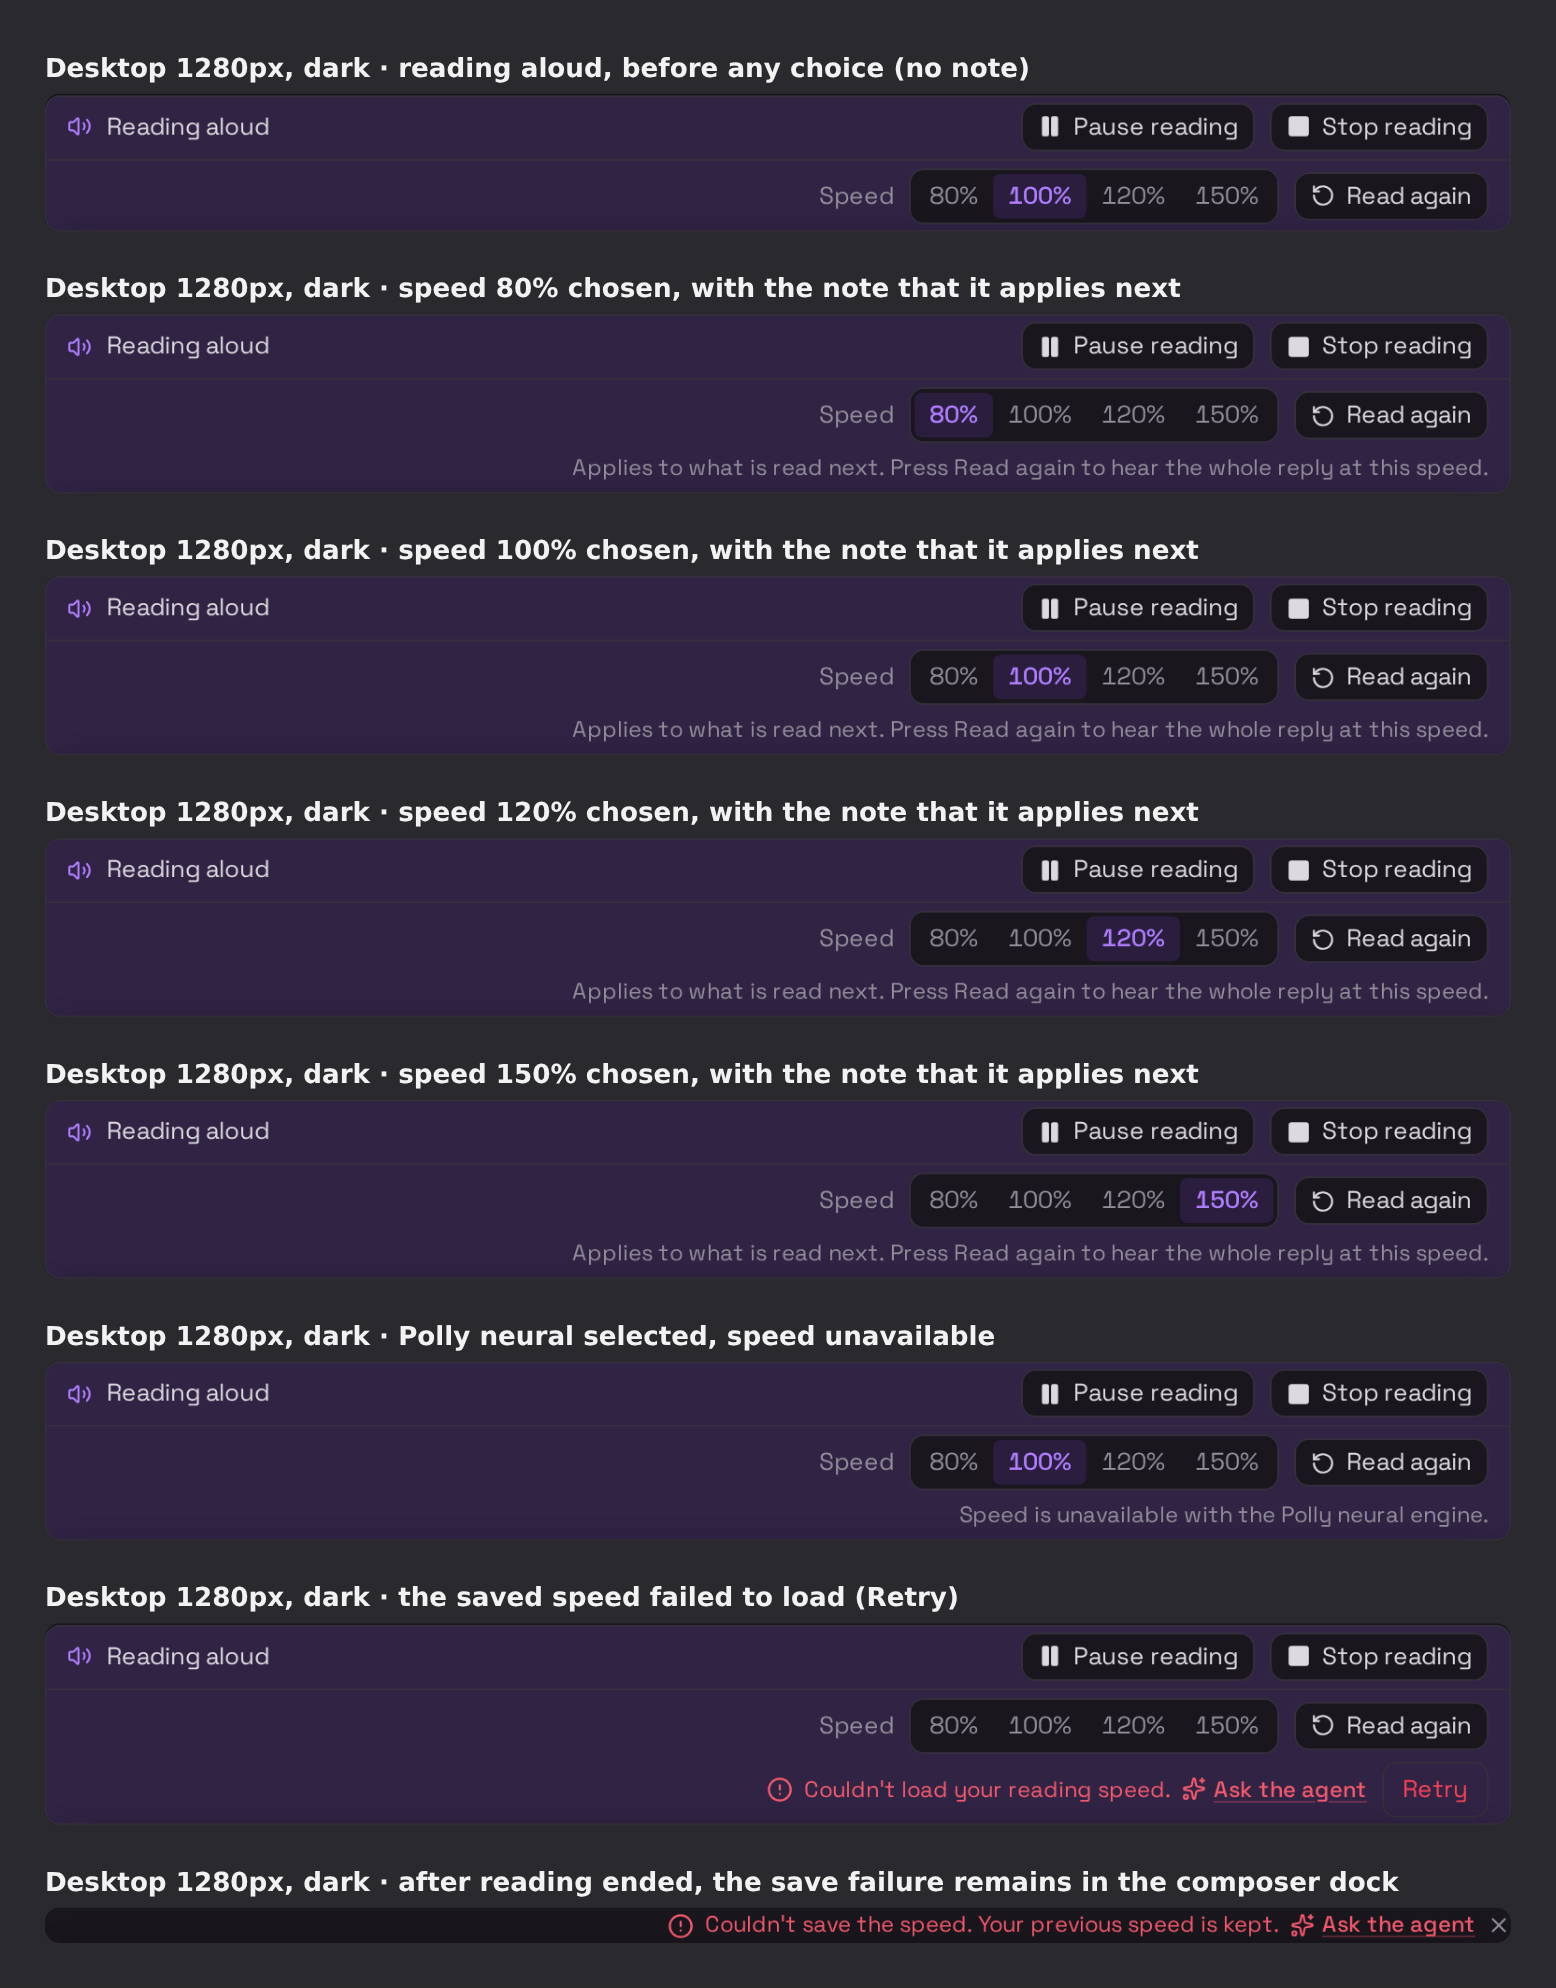 Desktop 1280px, dark · reading aloud, before any choice (no note)
Reading aloud Pause reading Stop reading
Speed 80% 100% 120% 150% Read again
Desktop 1280px, dark · speed 80% chosen, with the note that it applies next
Reading aloud Pause reading Stop reading
Speed 80% 100% 120% 150% Read again
Applies to what is read next. Press Read again to hear the whole reply at this speed.
Desktop 1280px, dark · speed 100% chosen, with the note that it applies next
Reading aloud Pause reading Stop reading
Speed 80% 100% 120% 150% Read again
Applies to what is read next. Press Read again to hear the whole reply at this speed.
Desktop 1280px, dark · speed 120% chosen, with the note that it applies next
Reading aloud Pause reading Stop reading
Speed 80% 100% 120% 150% Read again
Applies to what is read next. Press Read again to hear the whole reply at this speed.
Desktop 1280px, dark · speed 150% chosen, with the note that it applies next
Reading aloud Pause reading Stop reading
Speed 80% 100% 120% 150% Read again
Applies to what is read next. Press Read again to hear the whole reply at this speed.
Desktop 1280px, dark · Polly neural selected, speed unavailable
Reading aloud Pause reading Stop reading
Speed 80% 100% 120% 150% Read again
Speed is unavailable with the Polly neural engine.
Desktop 1280px, dark · the saved speed failed to load (Retry)
Reading aloud Pause reading Stop reading
Speed 80% 100% 120% 150% Read again
Couldn't load your reading speed. Ask the agent Retry
Desktop 1280px, dark · after reading ended, the save failure remains in the composer dock
Couldn't save the speed. Your previous speed is kept. Ask the agent